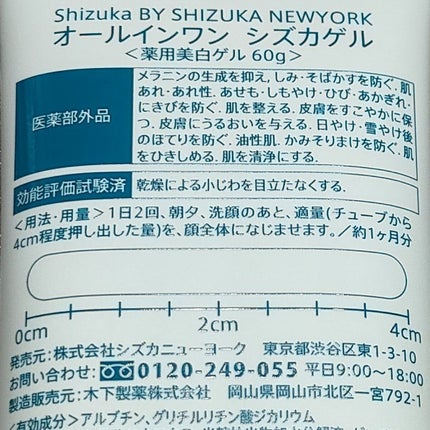 Shizuka BY SHIZUKA NEWYORK
オールインワン シズカゲル
＜薬用美白ゲル 60g＞
医薬部外品
メラニンの生成を抑え、しみ・そばかすを防ぐ. 肌
あれ・あれ性. あせも・しもやけ・ひび・あかぎれ・
にきびを防ぐ. 肌を整える. 皮膚をすこやかに保
つ. 皮膚にうるおいを与える. 日やけ・雪やけ後
のほてりを防ぐ. 油性肌. かみそりまけを防ぐ. 肌
をひきしめる. 肌を清浄にする.
効能評価試験済
乾燥による小じわを目立たなくする.
＜用法・用量＞1日2回、朝夕、洗顔のあと、適量(チューブから
4cm程度押し出した量)を、顔全体になじませます。／約1ヶ月分
0cm 2cm 4cm
発売元：株式会社シズカニューヨーク 東京都渋谷区東1-3-10
お問い合わせ 0120-249-055 平日9:00～18:00
製造販売元：木下製薬株式会社 岡山県岡山市北区一宮792-1
＜有効成分＞アルブチン、グリチルリチン酸ジカリウム